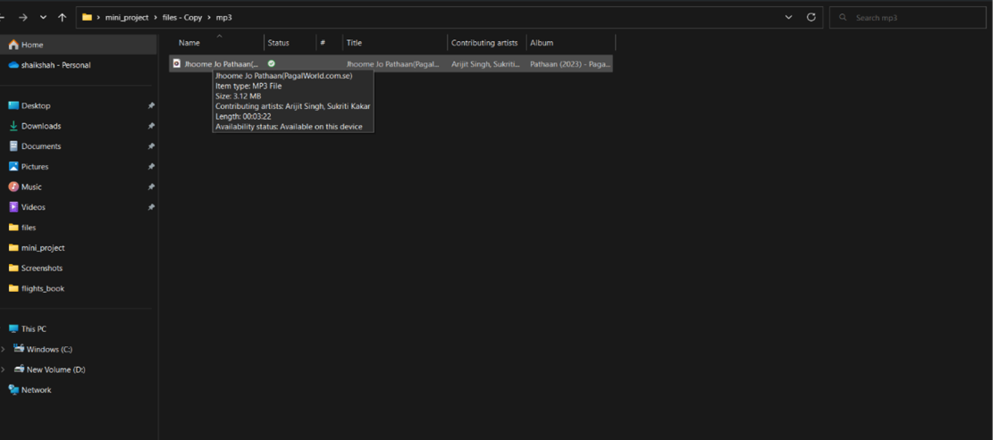 mini_project > files - Copy > mp3
Search mp3
Home
shaikshah - Personal
Desktop
Downloads
Documents
Pictures
Music
Videos
files
mini_project
Screenshots
flights_book
This PC
Windows (C:)
New Volume (D:)
Network
Name Status # Title Contributing artists Album
Jhoome Jo Pathaan(... Jhoome Jo Pathaan(Pagal... Arijit Singh, Sukriti... Pathaan (2023) - Paga...
Jhoome Jo Pathaan(PagalWorld.com.se)
Item type: MP3 File
Size: 3.12 MB
Contributing artists: Arijit Singh, Sukriti Kakar
Length: 00:03:22
Availability status: Available on this device